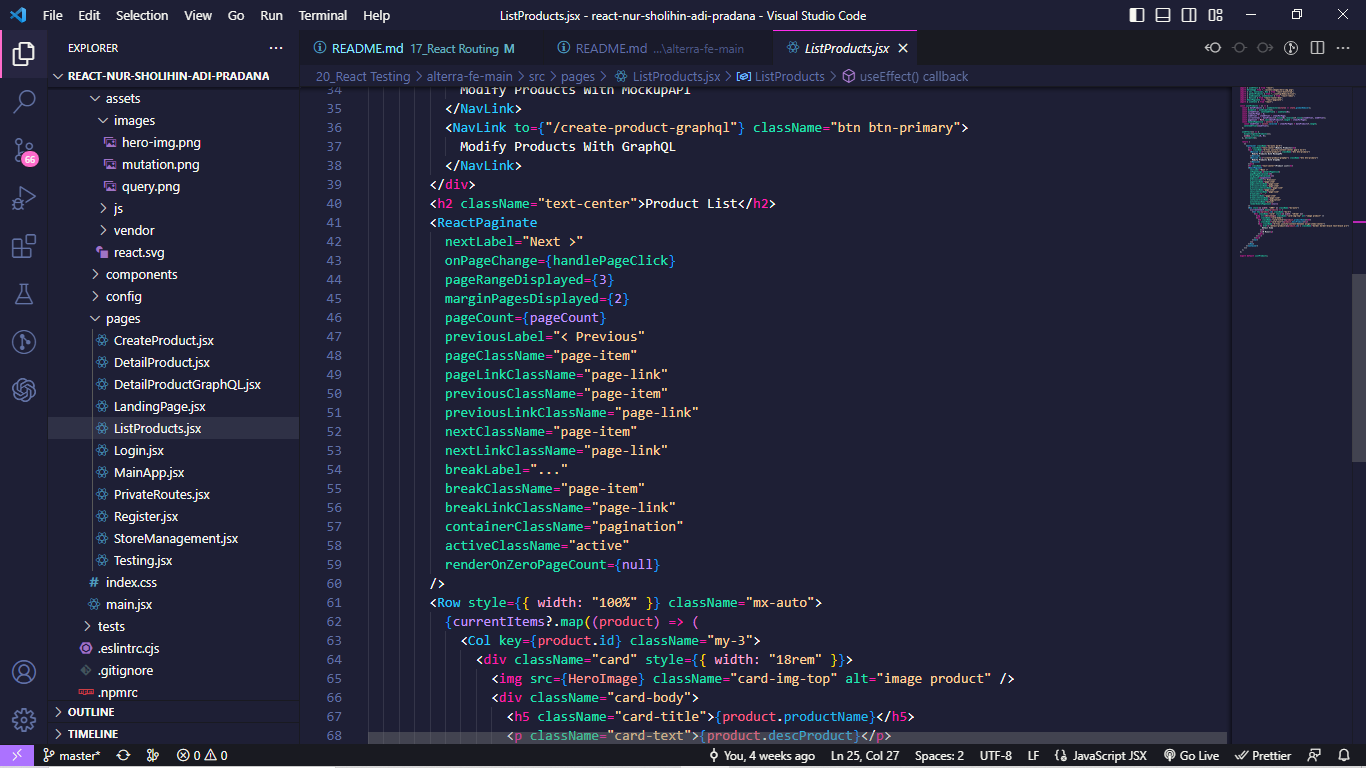 File Edit Selection View Go Run Terminal Help
ListProducts.jsx - react-nur-sholihin-adi-pradana - Visual Studio Code
EXPLORER
REACT-NUR-SHOLIHIN-ADI-PRADANA
assets
images
hero-img.png
mutation.png
query.png
js
vendor
react.svg
components
config
pages
CreateProduct.jsx
DetailProduct.jsx
DetailProductGraphQL.jsx
LandingPage.jsx
ListProducts.jsx
Login.jsx
MainApp.jsx
PrivateRoutes.jsx
Register.jsx
StoreManagement.jsx
Testing.jsx
index.css
main.jsx
tests
.eslintrc.cjs
.gitignore
.npmrc
OUTLINE
TIMELINE
66
README.md 17_React Routing M
README.md ...\alterra-fe-main
ListProducts.jsx
20_React Testing > alterra-fe-main > src > pages > ListProducts.jsx > ListProducts > useEffect() callback
34 Modify Products With MockupAPI
35 </NavLink>
36 <NavLink to={"/create-product-graphql"} className="btn btn-primary">
37 Modify Products With GraphQL
38 </NavLink>
39 </div>
40 <h2 className="text-center">Product List</h2>
41 <ReactPaginate
42 nextLabel="Next >"
43 onPageChange={handlePageClick}
44 pageRangeDisplayed={3}
45 marginPagesDisplayed={2}
46 pageCount={pageCount}
47 previousLabel="< Previous"
48 pageClassName="page-item"
49 pageLinkClassName="page-link"
50 previousClassName="page-item"
51 previousLinkClassName="page-link"
52 nextClassName="page-item"
53 nextLinkClassName="page-link"
54 breakLabel="..."
55 breakClassName="page-item"
56 breakLinkClassName="page-link"
57 containerClassName="pagination"
58 activeClassName="active"
59 renderOnZeroPageCount={null}
60 />
61 <Row style={{ width: "100%" }} className="mx-auto">
62 {currentItems?.map((product) => (
63 <Col key={product.id} className="my-3">
64 <div className="card" style={{ width: "18rem" }}>
65 <img src={HeroImage} className="card-img-top" alt="image product" />
66 <div className="card-body">
67 <h5 className="card-title">{product.productName}</h5>
68 <p className="card-text">{product.descProduct}</p>
master* 0 0 You, 4 weeks ago Ln 25, Col 27 Spaces: 2 UTF-8 LF JavaScript JSX Go Live Prettier